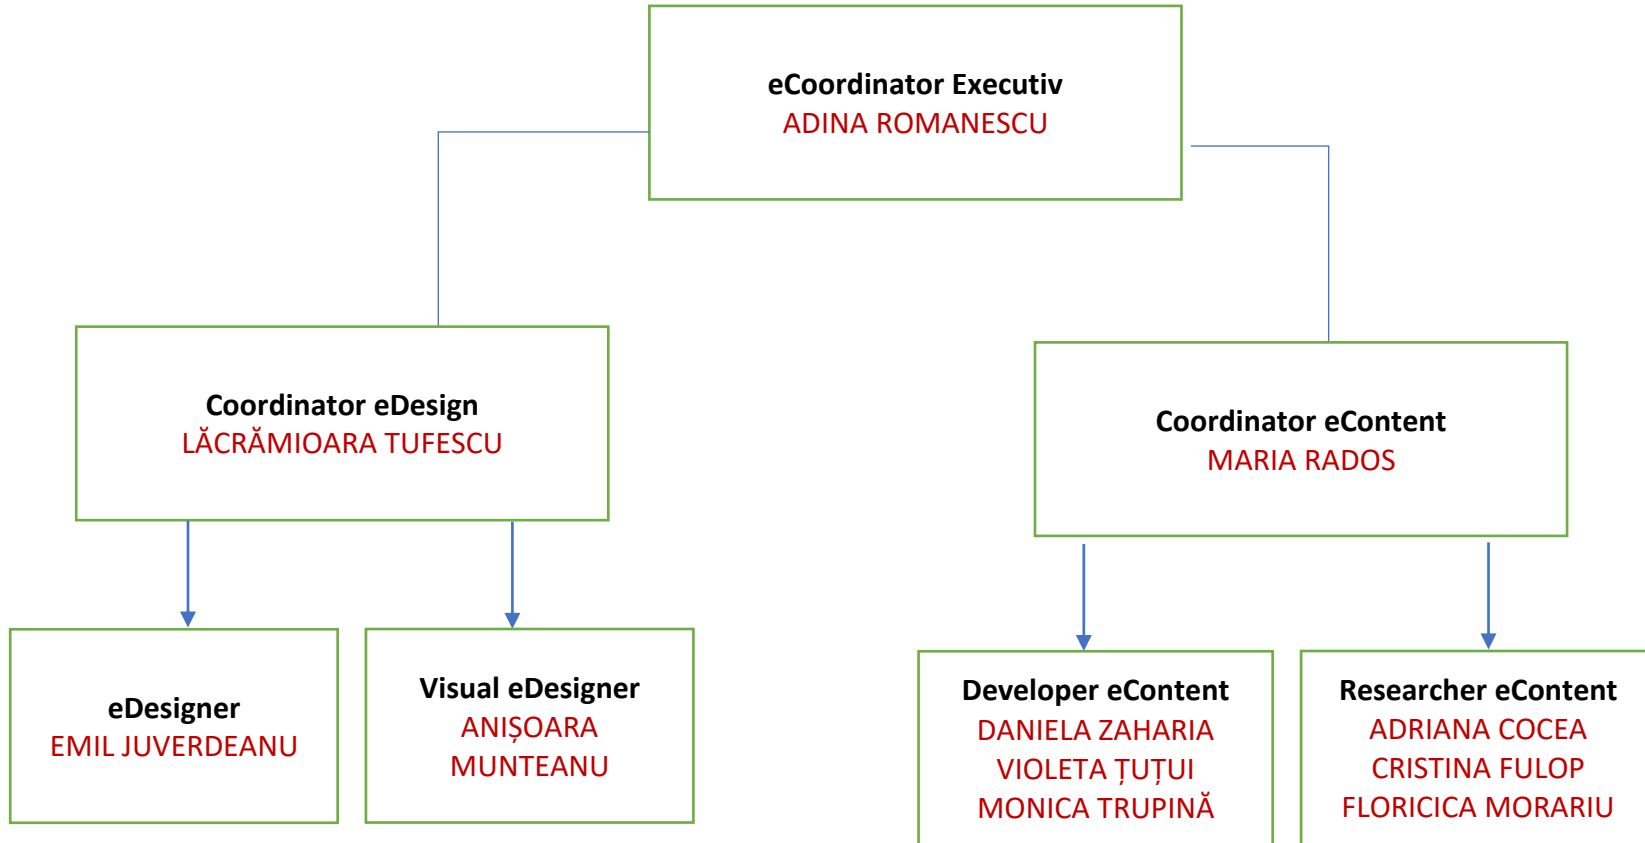 eCoordinator Executiv
ADINA ROMANESCU
Coordinator eDesign
LĂCRĂMIOARA TUFESCU
Coordinator eContent
MARIA RADOS
eDesigner
EMIL JUVERDEANU
Visual eDesigner
ANIȘOARA
MUNTEANU
Developer eContent
DANIELA ZAHARIA
VIOLETA ȚUȚUI
MONICA TRUPINĂ
Researcher eContent
ADRIANA COCEA
CRISTINA FULOP
FLORICICA MORARIU